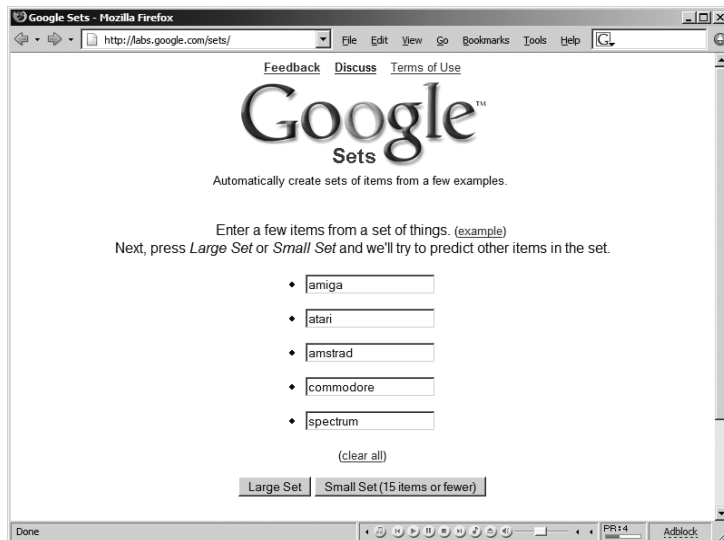 Google Sets - Mozilla Firefox
http://labs.google.com/sets/ File Edit View Go Bookmarks Tools Help G
Feedback Discuss Terms of Use
Google™
Sets
Automatically create sets of items from a few examples.
Enter a few items from a set of things. (example)
Next, press Large Set or Small Set and we'll try to predict other items in the set.
• amiga
• atari
• amstrad
• commodore
• spectrum
(clear all)
Large Set Small Set (15 items or fewer)
Done PR:4 Adblock